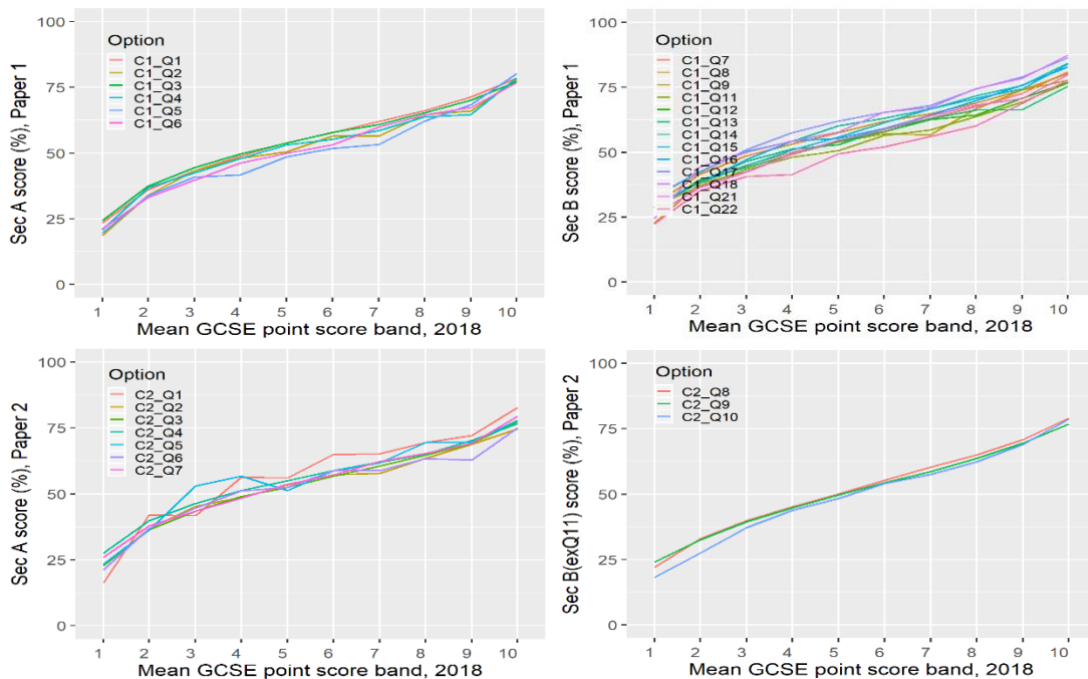 Sec A score (%), Paper 1
100
75
50
25
0
Option
C1_Q1
C1_Q2
C1_Q3
C1_Q4
C1_Q5
C1_Q6
1 2 3 4 5 6 7 8 9 10
Mean GCSE point score band, 2018
Sec B score (%), Paper 1
100
75
50
25
0
Option
C1_Q7
C1_Q8
C1_Q9
C1_Q11
C1_Q12
C1_Q13
C1_Q14
C1_Q15
C1_Q16
C1_Q17
C1_Q18
C1_Q21
C1_Q22
1 2 3 4 5 6 7 8 9 10
Mean GCSE point score band, 2018
Sec A score (%), Paper 2
100
75
50
25
0
Option
C2_Q1
C2_Q2
C2_Q3
C2_Q4
C2_Q5
C2_Q6
C2_Q7
1 2 3 4 5 6 7 8 9 10
Mean GCSE point score band, 2018
Sec B(exQ11) score (%), Paper 2
100
75
50
25
0
Option
C2_Q8
C2_Q9
C2_Q10
1 2 3 4 5 6 7 8 9 10
Mean GCSE point score band, 2018